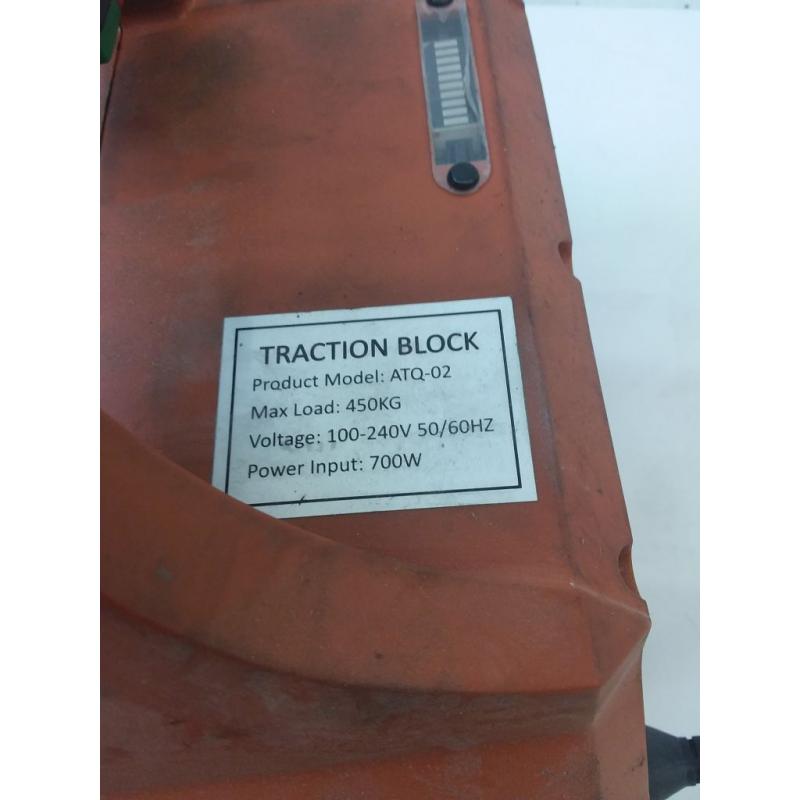 TRACTION BLOCK
Product Model: ATQ-02
Max Load: 450KG
Voltage: 100-240V 50/60HZ
Power Input: 700W